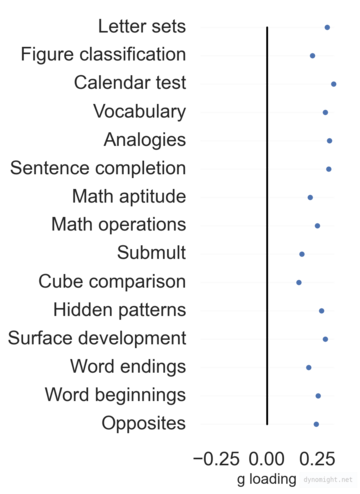 Letter sets
Figure classification
Calendar test
Vocabulary
Analogies
Sentence completion
Math aptitude
Math operations
Submult
Cube comparison
Hidden patterns
Surface development
Word endings
Word beginnings
Opposites
−0.25 0.00 0.25
g loading
dynomight.net